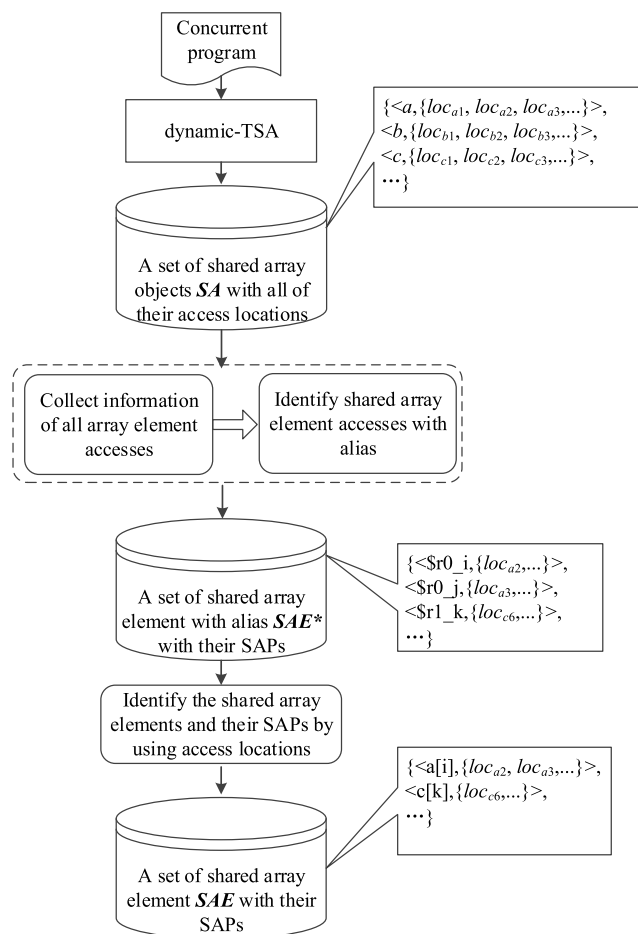 Concurrent
program
dynamic-TSA
{<a,{loca1, loca2, loca3,...}>,
<b,{locb1, locb2, locb3,...}>,
<c,{locc1, locc2, locc3,...}>,
...}
A set of shared array
objects SA with all of
their access locations
Collect information
of all array element
accesses
Identify shared array
element accesses with
alias
A set of shared array
element with alias SAE*
with their SAPs
{<$r0_i,{loca2,...}>,
<$r0_j,{loca3,...}>,
<$r1_k,{locc6,...}>,
...}
Identify the shared array
elements and their SAPs by
using access locations
{<a[i],{loca2, loca3,...}>,
<c[k],{locc6,...}>,
...}
A set of shared array
element SAE with their
SAPs